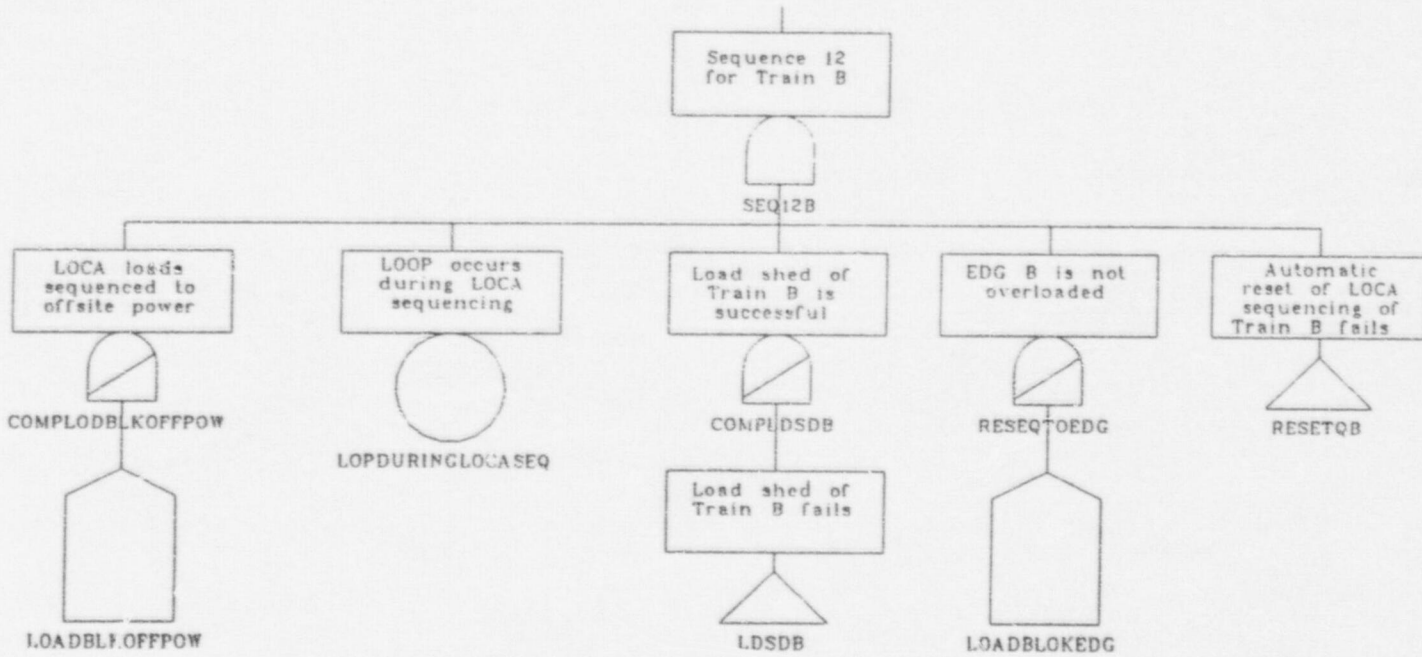 Sequence 12
for Train B
SEQ12B
LOCA loads
sequenced to
offsite power
LOOP occurs
during LOCA
sequencing
Load shed of
Train B is
successful
EDG B is not
overloaded
Automatic
reset of LOCA
sequencing of
Train B fails
COMPLODBLKOFFPOW
LOPDURINGLOCASEQ
COMPLDSDB
RESEQTOEDG
RESETQB
Load shed of
Train B fails
LOADBLKOFFPOW
LDSDB
LOADBLOKEDG